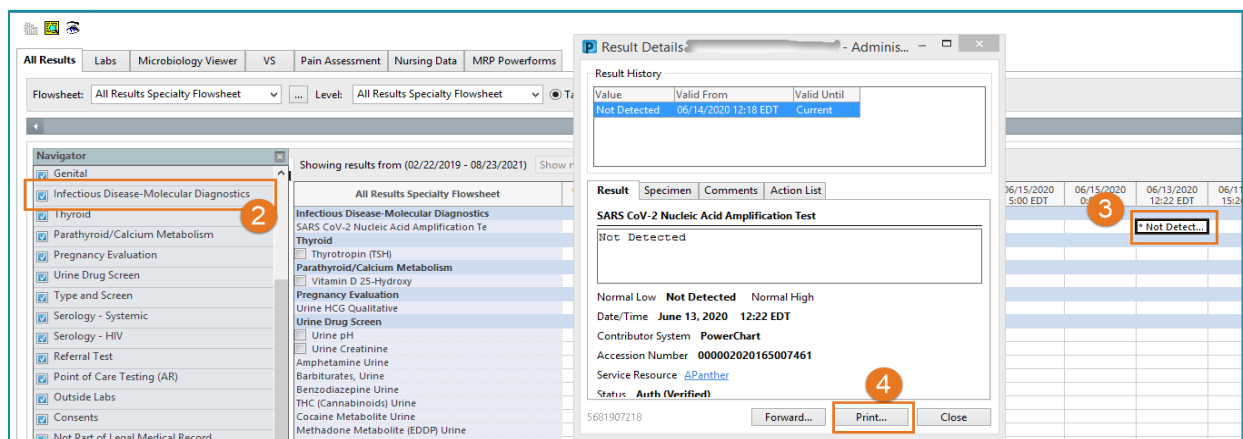 All Results Labs Microbiology Viewer VS Pain Assessment Nursing Data MRP Powerforms
Flowsheet: All Results Specialty Flowsheet ... Level: All Results Specialty Flowsheet
Navigator
Genital
Infectious Disease-Molecular Diagnostics
2
Thyroid
Parathyroid/Calcium Metabolism
Pregnancy Evaluation
Urine Drug Screen
Type and Screen
Serology - Systemic
Serology - HIV
Referral Test
Point of Care Testing (AR)
Outside Labs
Consents
Not Part of Legal Medical Record
Showing results from (02/22/2019 - 08/23/2021) Show
All Results Specialty Flowsheet
Infectious Disease-Molecular Diagnostics
SARS CoV-2 Nucleic Acid Amplification Te
Thyroid
Thyrotropin (TSH)
Parathyroid/Calcium Metabolism
Vitamin D 25-Hydroxy
Pregnancy Evaluation
Urine HCG Qualitative
Urine Drug Screen
Urine pH
Urine Creatinine
Amphetamine Urine
Barbiturates, Urine
Benzodiazepine Urine
THC (Cannabinoids) Urine
Cocaine Metabolite Urine
Methadone Metabolite (EDDP) Urine
Result Details - Adminis...
Result History
Value Valid From Valid Until
Not Detected 06/14/2020 12:18 EDT Current
Result Specimen Comments Action List
SARS CoV-2 Nucleic Acid Amplification Test
Not Detected
Normal Low Not Detected Normal High
Date/Time June 13, 2020 12:22 EDT
Contributor System PowerChart
Accession Number 000002020165007461
Service Resource APanther
Status Auth (Verified)
4
5681907218 Forward... Print... Close
06/15/2020 06/13/2020
5:00 EDT 12:22 EDT
3
* Not Detect...